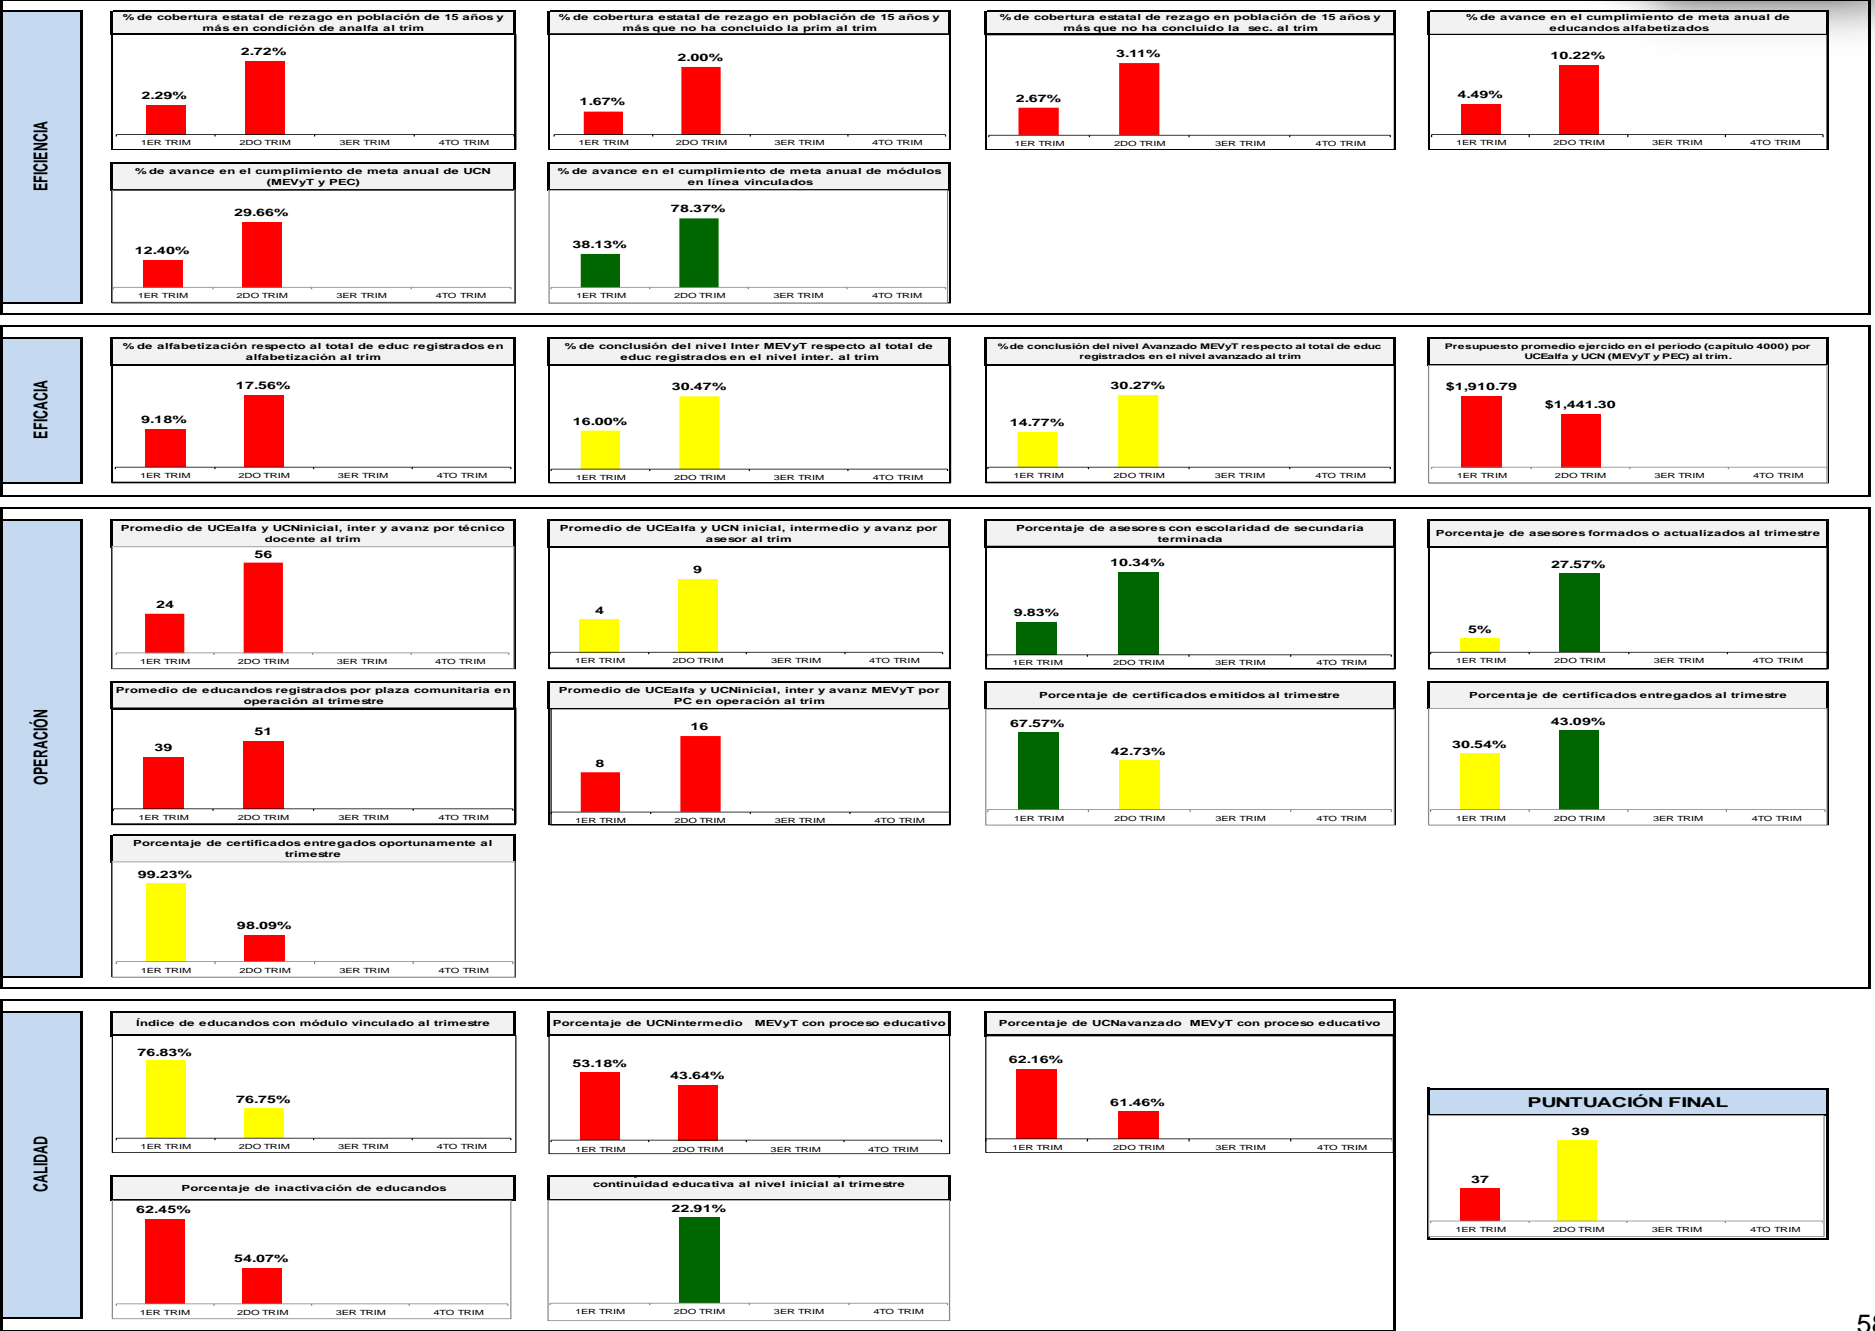 EFICIENCIA
% de cobertura estatal de rezago en población de 15 años y
más en condición de analfa al trim
2.29%
2.72%
1ER TRIM 2DO TRIM 3ER TRIM 4TO TRIM
% de cobertura estatal de rezago en población de 15 años y
más que no ha concluido la prim al trim
1.67%
2.00%
1ER TRIM 2DO TRIM 3ER TRIM 4TO TRIM
% de cobertura estatal de rezago en población de 15 años y
más que no ha concluido la sec. al trim
2.67%
3.11%
1ER TRIM 2DO TRIM 3ER TRIM 4TO TRIM
% de avance en el cumplimiento de meta anual de
educandos alfabetizados
4.49%
10.22%
1ER TRIM 2DO TRIM 3ER TRIM 4TO TRIM
% de avance en el cumplimiento de meta anual de UCN
(MEVyT y PEC)
12.40%
29.66%
1ER TRIM 2DO TRIM 3ER TRIM 4TO TRIM
% de avance en el cumplimiento de meta anual de módulos
en línea vinculados
38.13%
78.37%
1ER TRIM 2DO TRIM 3ER TRIM 4TO TRIM
EFICACIA
% de alfabetización respecto al total de educ registrados en
alfabetización al trim
9.18%
17.56%
1ER TRIM 2DO TRIM 3ER TRIM 4TO TRIM
% de conclusión del nivel Inter MEVyT respecto al total de
educ registrados en el nivel inter. al trim
16.00%
30.47%
1ER TRIM 2DO TRIM 3ER TRIM 4TO TRIM
% de conclusión del nivel Avanzado MEVyT respecto al total de educ
registrados en el nivel avanzado al trim
14.77%
30.27%
1ER TRIM 2DO TRIM 3ER TRIM 4TO TRIM
Presupuesto promedio ejercido en el periodo (capítulo 4000) por
UCEalfa y UCN (MEVyT y PEC) al trim.
$1,910.79
$1,441.30
1ER TRIM 2DO TRIM 3ER TRIM 4TO TRIM
OPERACIÓN
Promedio de UCEalfa y UCNinicial, inter y avanz por técnico
docente al trim
24
56
1ER TRIM 2DO TRIM 3ER TRIM 4TO TRIM
Promedio de UCEalfa y UCN inicial, intermedio y avanz por
asesor al trim
4
9
1ER TRIM 2DO TRIM 3ER TRIM 4TO TRIM
Porcentaje de asesores con escolaridad de secundaria
terminada
9.83%
10.34%
1ER TRIM 2DO TRIM 3ER TRIM 4TO TRIM
Porcentaje de asesores formados o actualizados al trimestre
5%
27.57%
1ER TRIM 2DO TRIM 3ER TRIM 4TO TRIM
Promedio de educandos registrados por plaza comunitaria en
operación al trimestre
39
51
1ER TRIM 2DO TRIM 3ER TRIM 4TO TRIM
Promedio de UCEalfa y UCNinicial, inter y avanz MEVyT por
PC en operación al trim
8
16
1ER TRIM 2DO TRIM 3ER TRIM 4TO TRIM
Porcentaje de certificados emitidos al trimestre
67.57%
42.73%
1ER TRIM 2DO TRIM 3ER TRIM 4TO TRIM
Porcentaje de certificados entregados al trimestre
30.54%
43.09%
1ER TRIM 2DO TRIM 3ER TRIM 4TO TRIM
Porcentaje de certificados entregados oportunamente al
trimestre
99.23%
98.09%
1ER TRIM 2DO TRIM 3ER TRIM 4TO TRIM
CALIDAD
Índice de educandos con módulo vinculado al trimestre
76.83%
76.75%
1ER TRIM 2DO TRIM 3ER TRIM 4TO TRIM
Porcentaje de UCNintermedio MEVyT con proceso educativo
53.18%
43.64%
1ER TRIM 2DO TRIM 3ER TRIM 4TO TRIM
Porcentaje de UCNavanzado MEVyT con proceso educativo
62.16%
61.46%
1ER TRIM 2DO TRIM 3ER TRIM 4TO TRIM
Porcentaje de inactivación de educandos
62.45%
54.07%
1ER TRIM 2DO TRIM 3ER TRIM 4TO TRIM
continuidad educativa al nivel inicial al trimestre
22.91%
1ER TRIM 2DO TRIM 3ER TRIM 4TO TRIM
PUNTUACIÓN FINAL
37
39
1ER TRIM 2DO TRIM 3ER TRIM 4TO TRIM